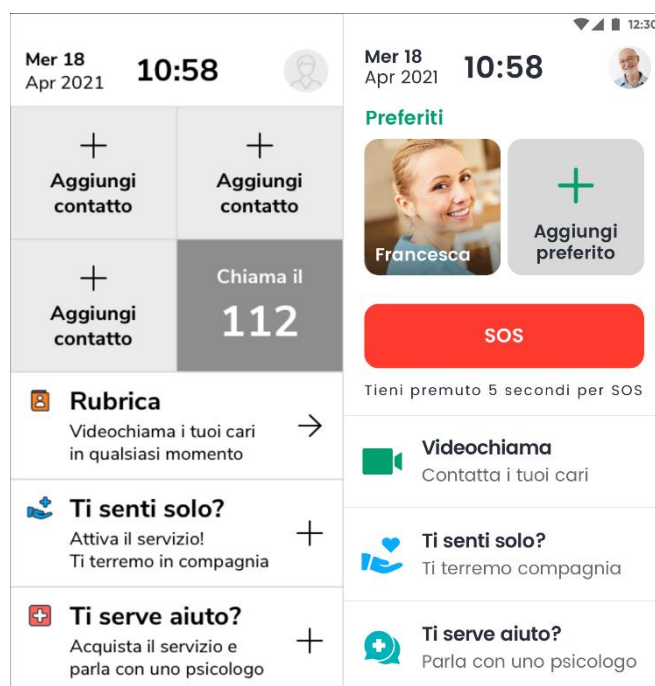 Mer 18
Apr 2021
10:58
Aggiungi
contatto
Aggiungi
contatto
Aggiungi
contatto
Chiama il
112
Rubrica
Videochiama i tuoi cari
in qualsiasi momento
Ti senti solo?
Attiva il servizio!
Ti terremo in compagnia
Ti serve aiuto?
Acquista il servizio e
parla con uno psicologo
12:30
Mer 18
Apr 2021
10:58
Preferiti
Francesca
Aggiungi
preferito
SOS
Tieni premuto 5 secondi per SOS
Videochiama
Contatta i tuoi cari
Ti senti solo?
Ti terremo compagnia
Ti serve aiuto?
Parla con uno psicologo